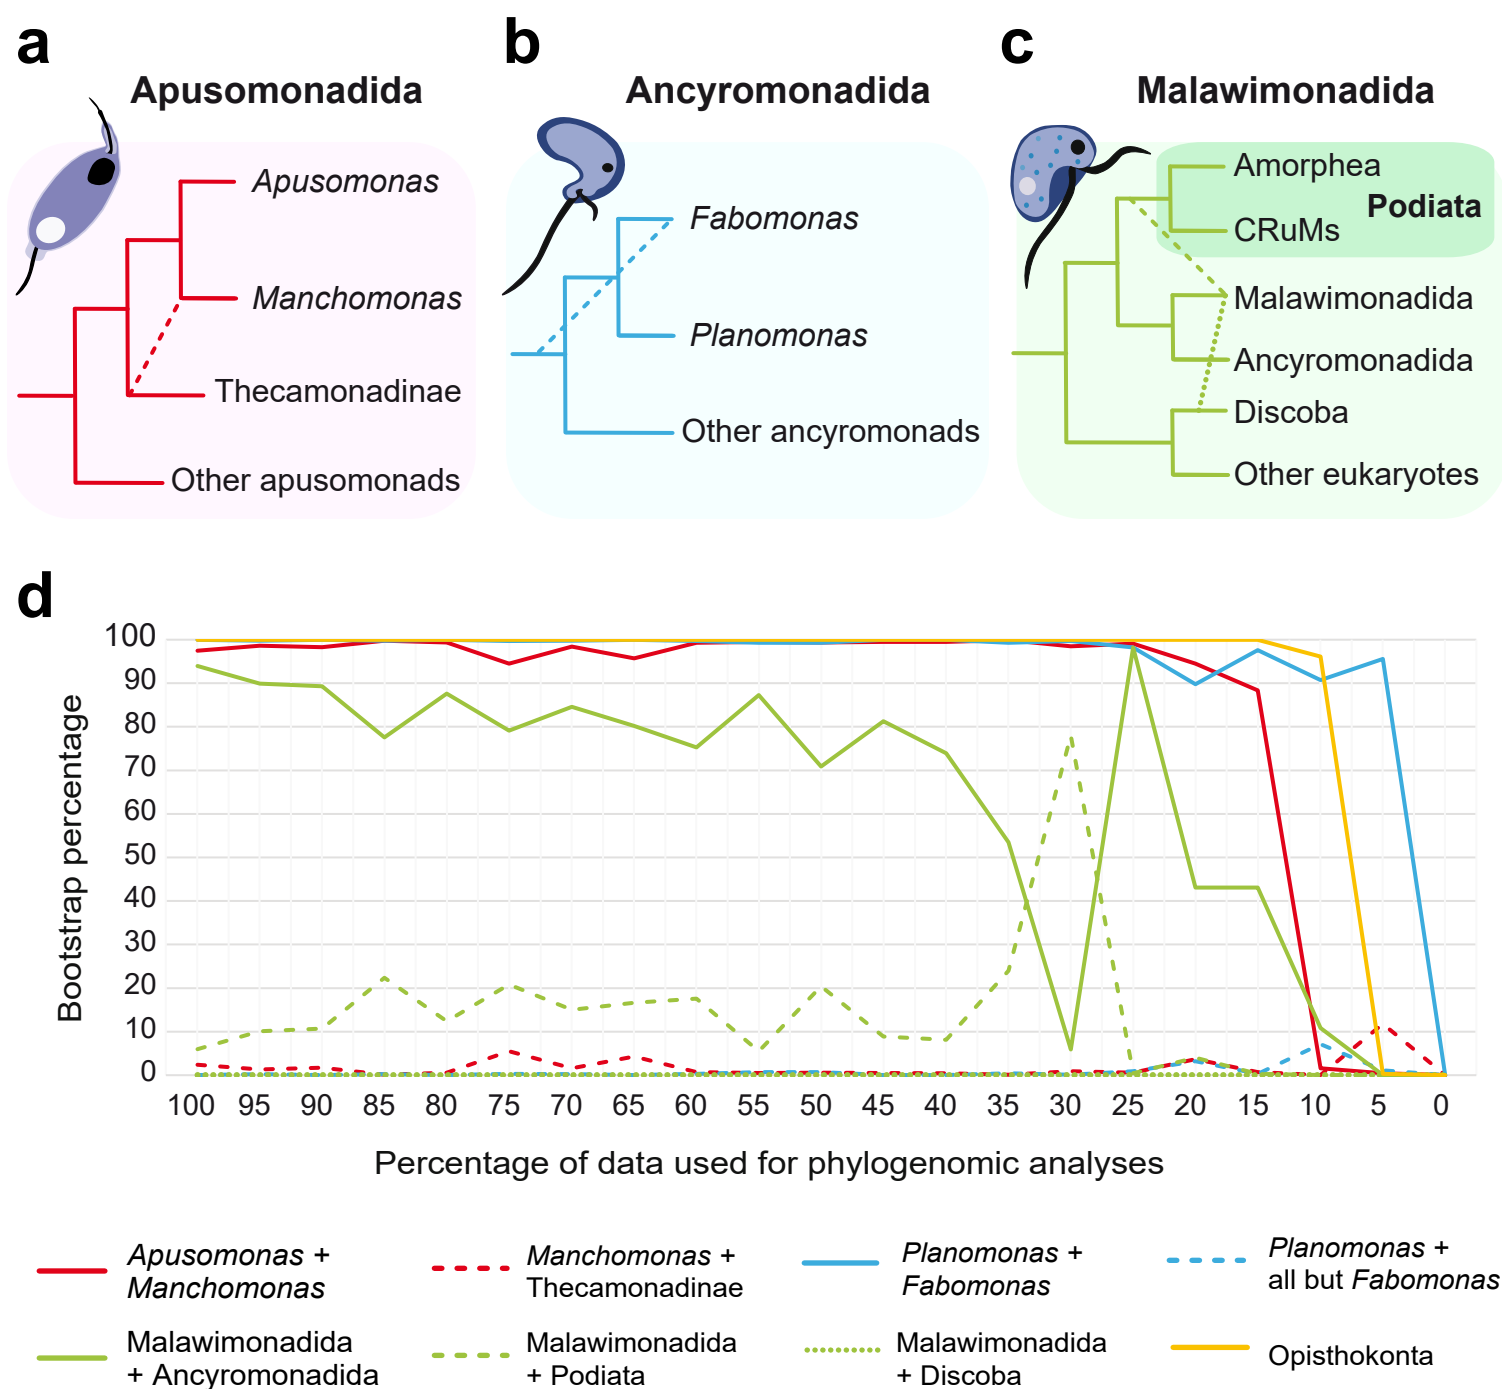 a
Apusomonadida
Apusomonas
Manchomonas
Thecamonadinae
Other apusomonads
b
Ancyromonadida
Fabomonas
Planomonas
Other ancyromonads
c
Malawimonadida
Amorphea
Podiata
CRuMs
Malawimonadida
Ancyromonadida
Discoba
Other eukaryotes
d
Bootstrap percentage
100
90
80
70
60
50
40
30
20
10
0
100 95 90 85 80 75 70 65 60 55 50 45 40 35 30 25 20 15 10 5 0
Percentage of data used for phylogenomic analyses
Apusomonas +
Manchomonas
Manchomonas +
Thecamonadinae
Planomonas +
Fabomonas
Planomonas +
all but Fabomonas
Malawimonadida
+ Ancyromonadida
Malawimonadida
+ Podiata
Malawimonadida
+ Discoba
Opisthokonta